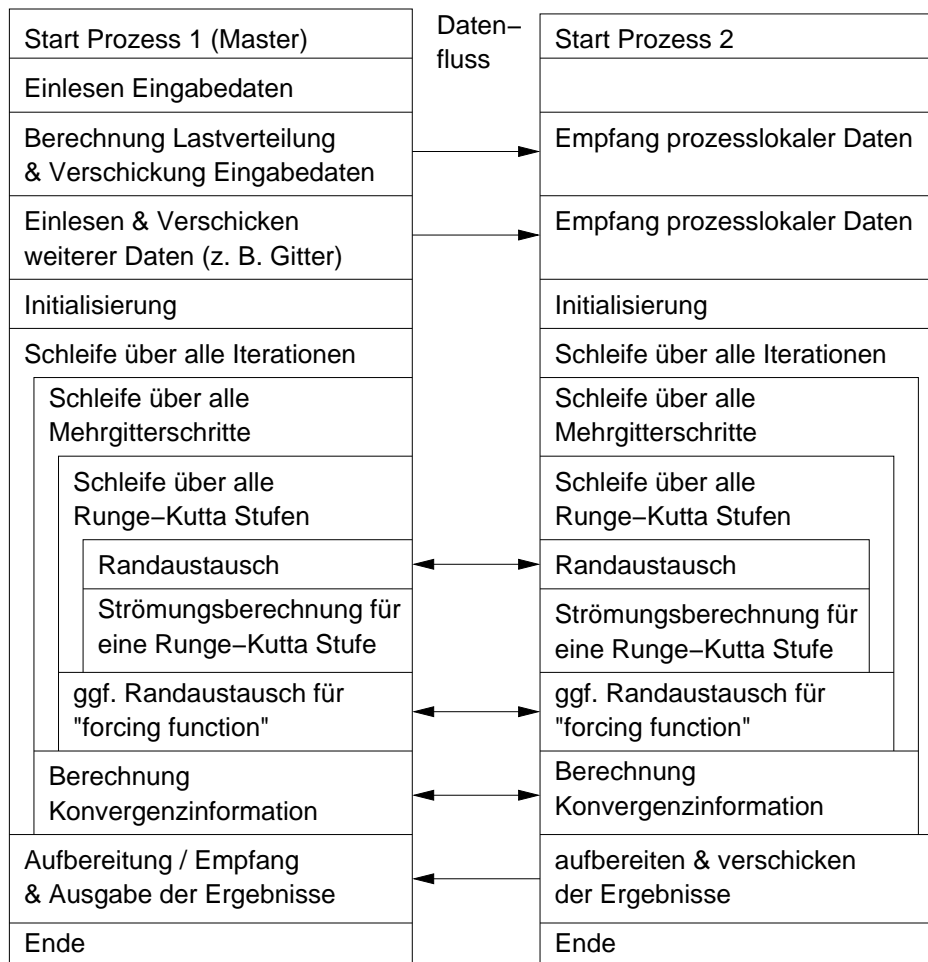 Start Prozess 1 (Master)
Einlesen Eingabedaten
Berechnung Lastverteilung
& Verschickung Eingabedaten
Einlesen & Verschicken
weiterer Daten (z. B. Gitter)
Initialisierung
Schleife über alle Iterationen
Schleife über alle
Mehrgitterschritte
Schleife über alle
Runge−Kutta Stufen
Randaustausch
Strömungsberechnung für
eine Runge−Kutta Stufe
ggf. Randaustausch für
"forcing function"
Berechnung
Konvergenzinformation
Aufbereitung / Empfang
& Ausgabe der Ergebnisse
Ende
Daten−
fluss
Start Prozess 2
Empfang prozesslokaler Daten
Empfang prozesslokaler Daten
Initialisierung
Schleife über alle Iterationen
Schleife über alle
Mehrgitterschritte
Schleife über alle
Runge−Kutta Stufen
Randaustausch
Strömungsberechnung für
eine Runge−Kutta Stufe
ggf. Randaustausch für
"forcing function"
Berechnung
Konvergenzinformation
aufbereiten & verschicken
der Ergebnisse
Ende